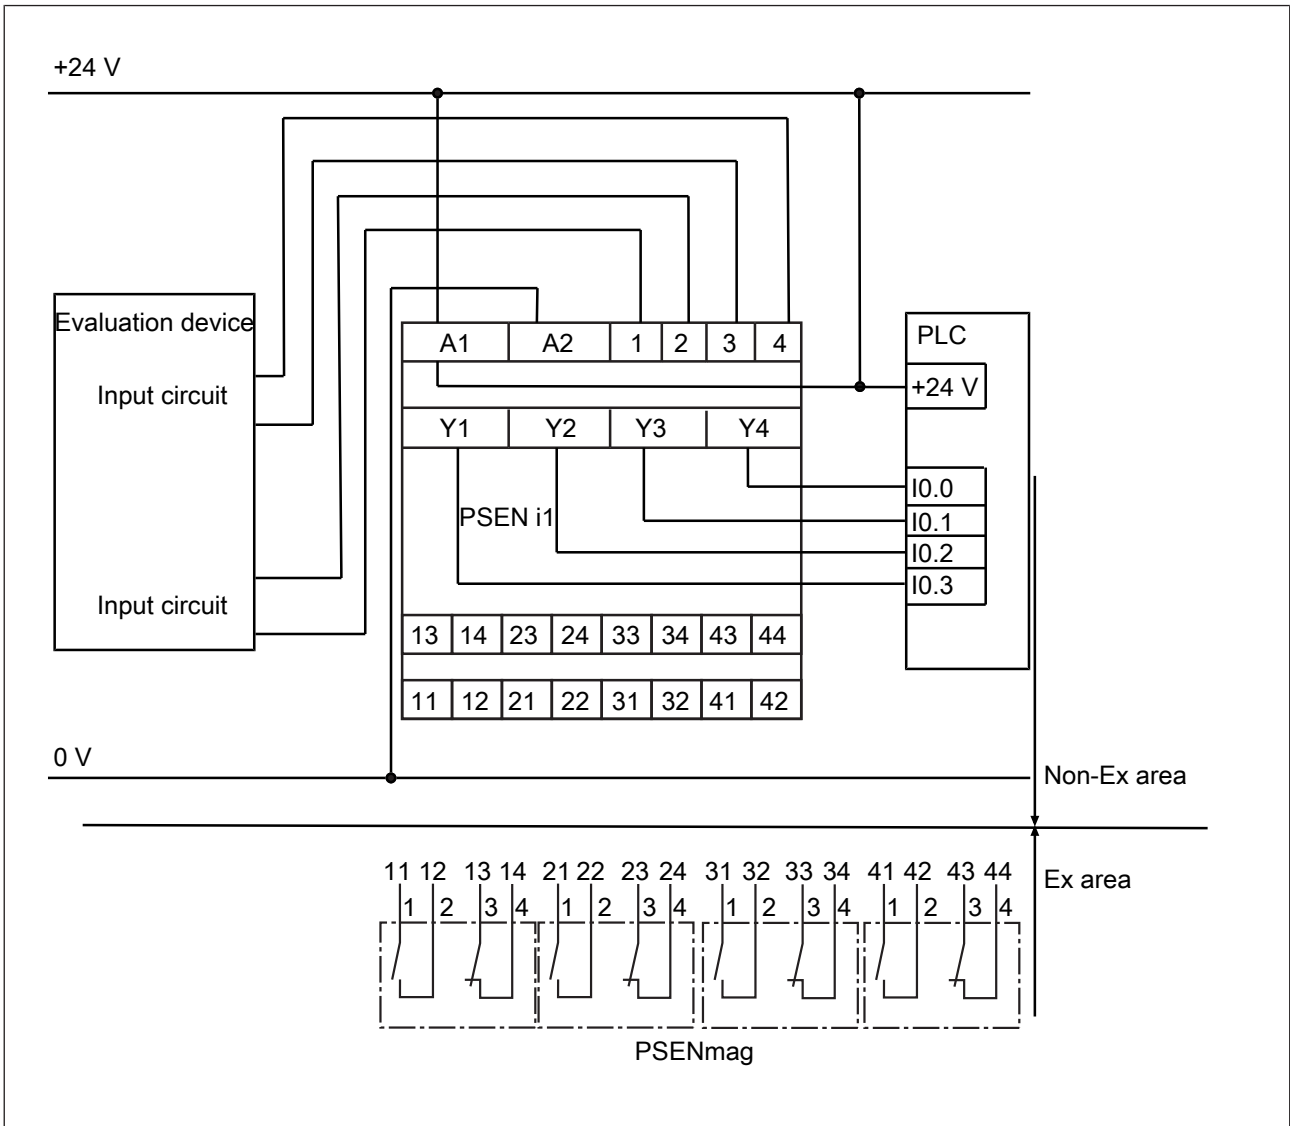 +24 V
Evaluation device
Input circuit
Input circuit
A1 A2 1 2 3 4
Y1 Y2 Y3 Y4
PSEN i1
13 14 23 24 33 34 43 44
11 12 21 22 31 32 41 42
PLC
+24 V
I0.0
I0.1
I0.2
I0.3
0 V
Non-Ex area
Ex area
11 12 13 14 21 22 23 24 31 32 33 34 41 42 43 44
1 2 3 4 1 2 3 4 1 2 3 4 1 2 3 4
PSENmag